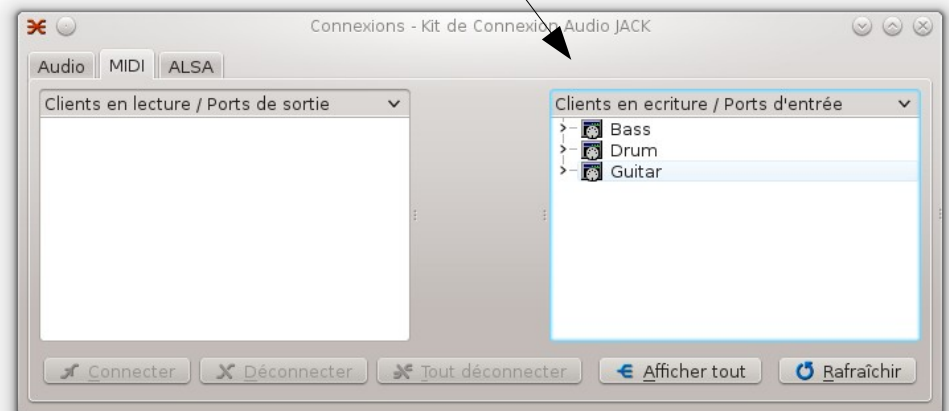 Connexions - Kit de Connexion Audio JACK
Audio MIDI ALSA
Clients en lecture / Ports de sortie
Clients en ecriture / Ports d'entrée
Bass
Drum
Guitar
Connecter Déconnecter Tout déconnecter Afficher tout Rafraîchir